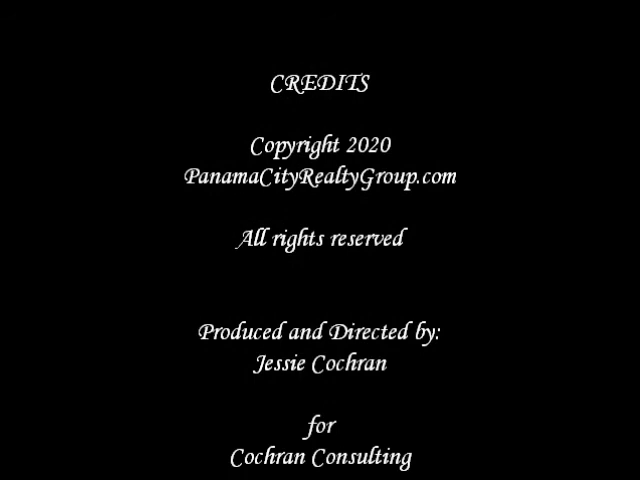 CREDITS
Copyright 2020
PanamaCityRealtyGroup.com
All rights reserved
Produced and Directed by:
Jessie Cochran
for
Cochran Consulting